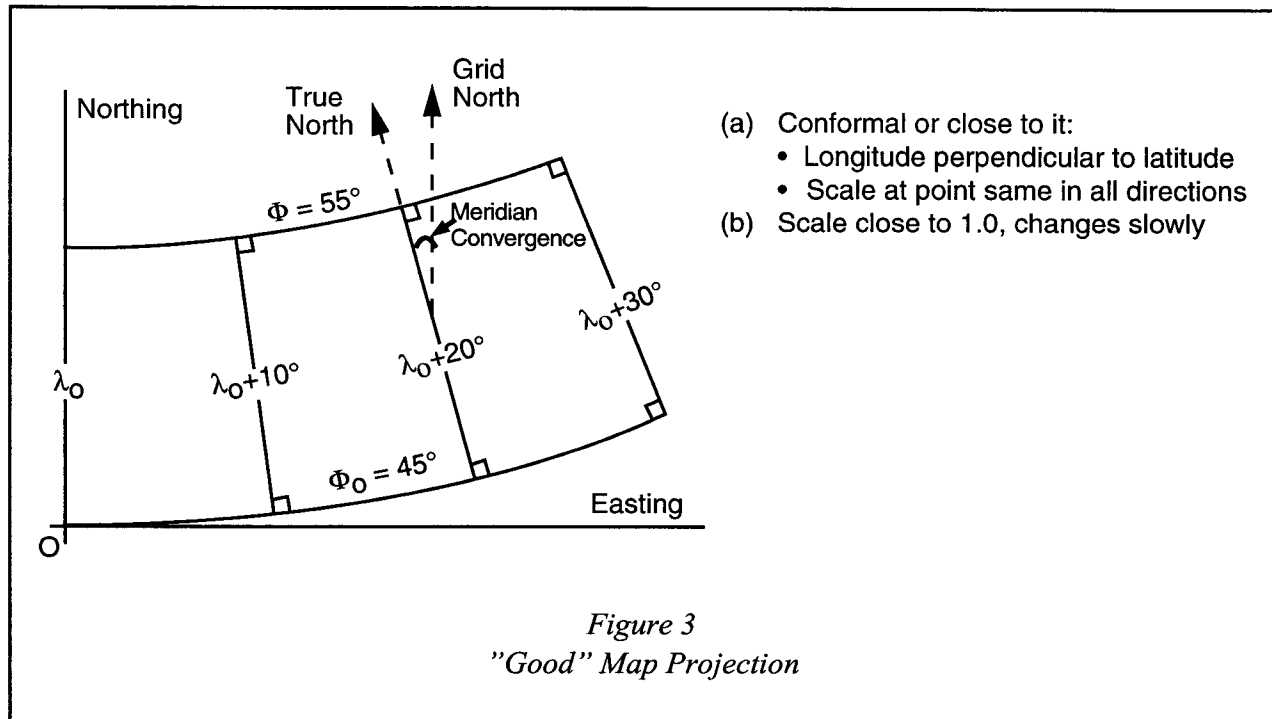 Northing
True
North
Grid
North
Φ = 55°
Meridian
Convergence
λo
λo+10°
λo+20°
λo+30°
Φo = 45°
Easting
O
(a) Conformal or close to it:
• Longitude perpendicular to latitude
• Scale at point same in all directions
(b) Scale close to 1.0, changes slowly
Figure 3
”Good” Map Projection